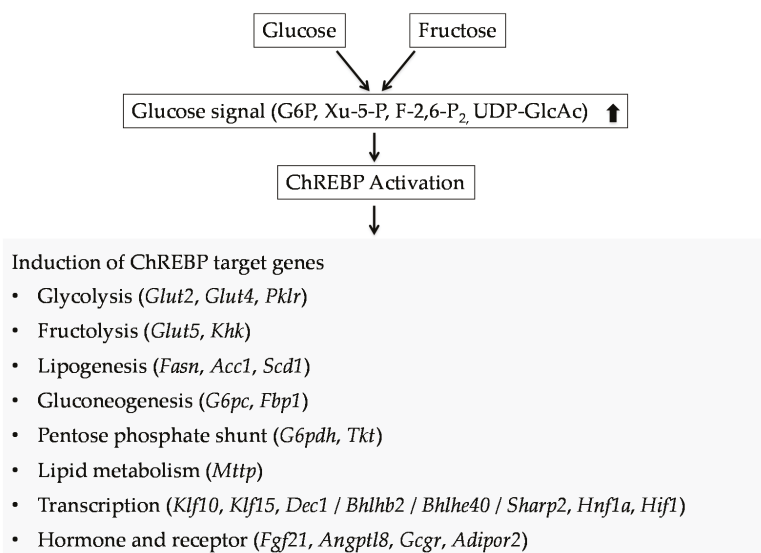 Glucose
Fructose
Glucose signal (G6P, Xu-5-P, F-2,6-P2, UDP-GlcAc)
ChREBP Activation
Induction of ChREBP target genes
• Glycolysis (Glut2, Glut4, Pklr)
• Fructolysis (Glut5, Khk)
• Lipogenesis (Fasn, Acc1, Scd1)
• Gluconeogenesis (G6pc, Fbp1)
• Pentose phosphate shunt (G6pdh, Tkt)
• Lipid metabolism (Mttp)
• Transcription (Klf10, Klf15, Dec1 / Bhlhb2 / Bhlhe40 / Sharp2, Hnf1a, Hif1)
• Hormone and receptor (Fgf21, Angptl8, Gcgr, Adipor2)